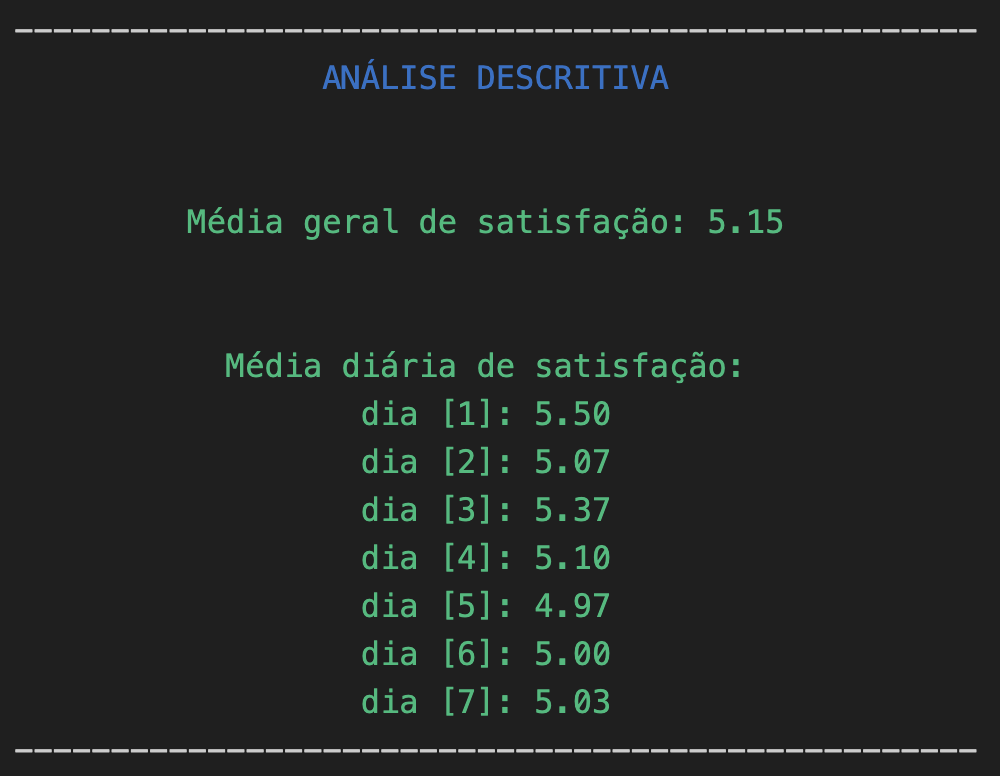 --------------------------------------------------
ANÁLISE DESCRITIVA
Média geral de satisfação: 5.15
Média diária de satisfação:
dia [1]: 5.50
dia [2]: 5.07
dia [3]: 5.37
dia [4]: 5.10
dia [5]: 4.97
dia [6]: 5.00
dia [7]: 5.03
--------------------------------------------------